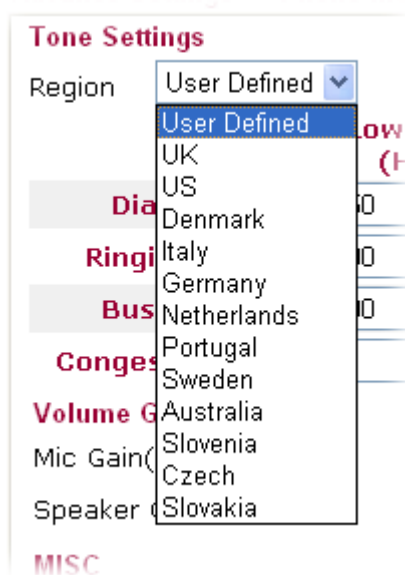 Tone Settings
Region User Defined
User Defined
UK
US
Denmark
Italy
Germany
Netherlands
Portugal
Sweden
Australia
Slovenia
Czech
Slovakia
Volume
Mic Gain(
Speaker
MISC